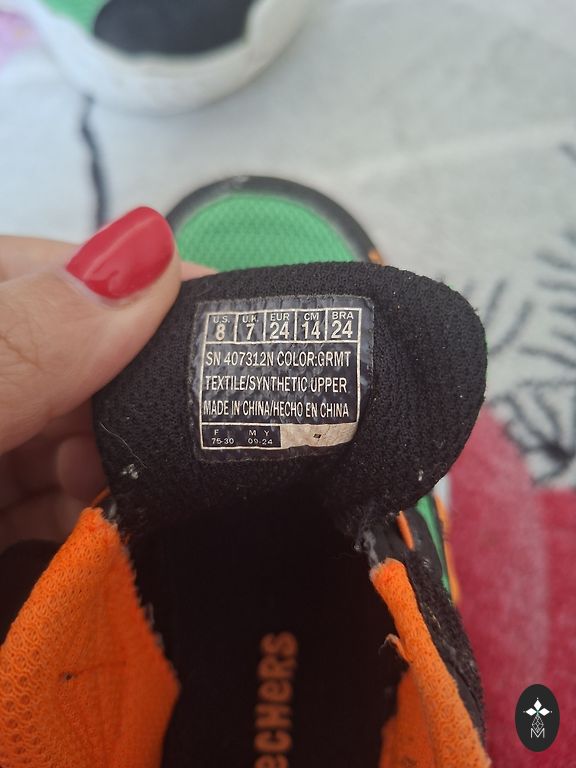 U.S. U.K. EUR CM BRA
8 7 24 14 24
SN 407312N COLOR:GRMT
TEXTILE/SYNTHETIC UPPER
MADE IN CHINA/HECHO EN CHINA
F M Y
75-30 09-24
ECHERS
M